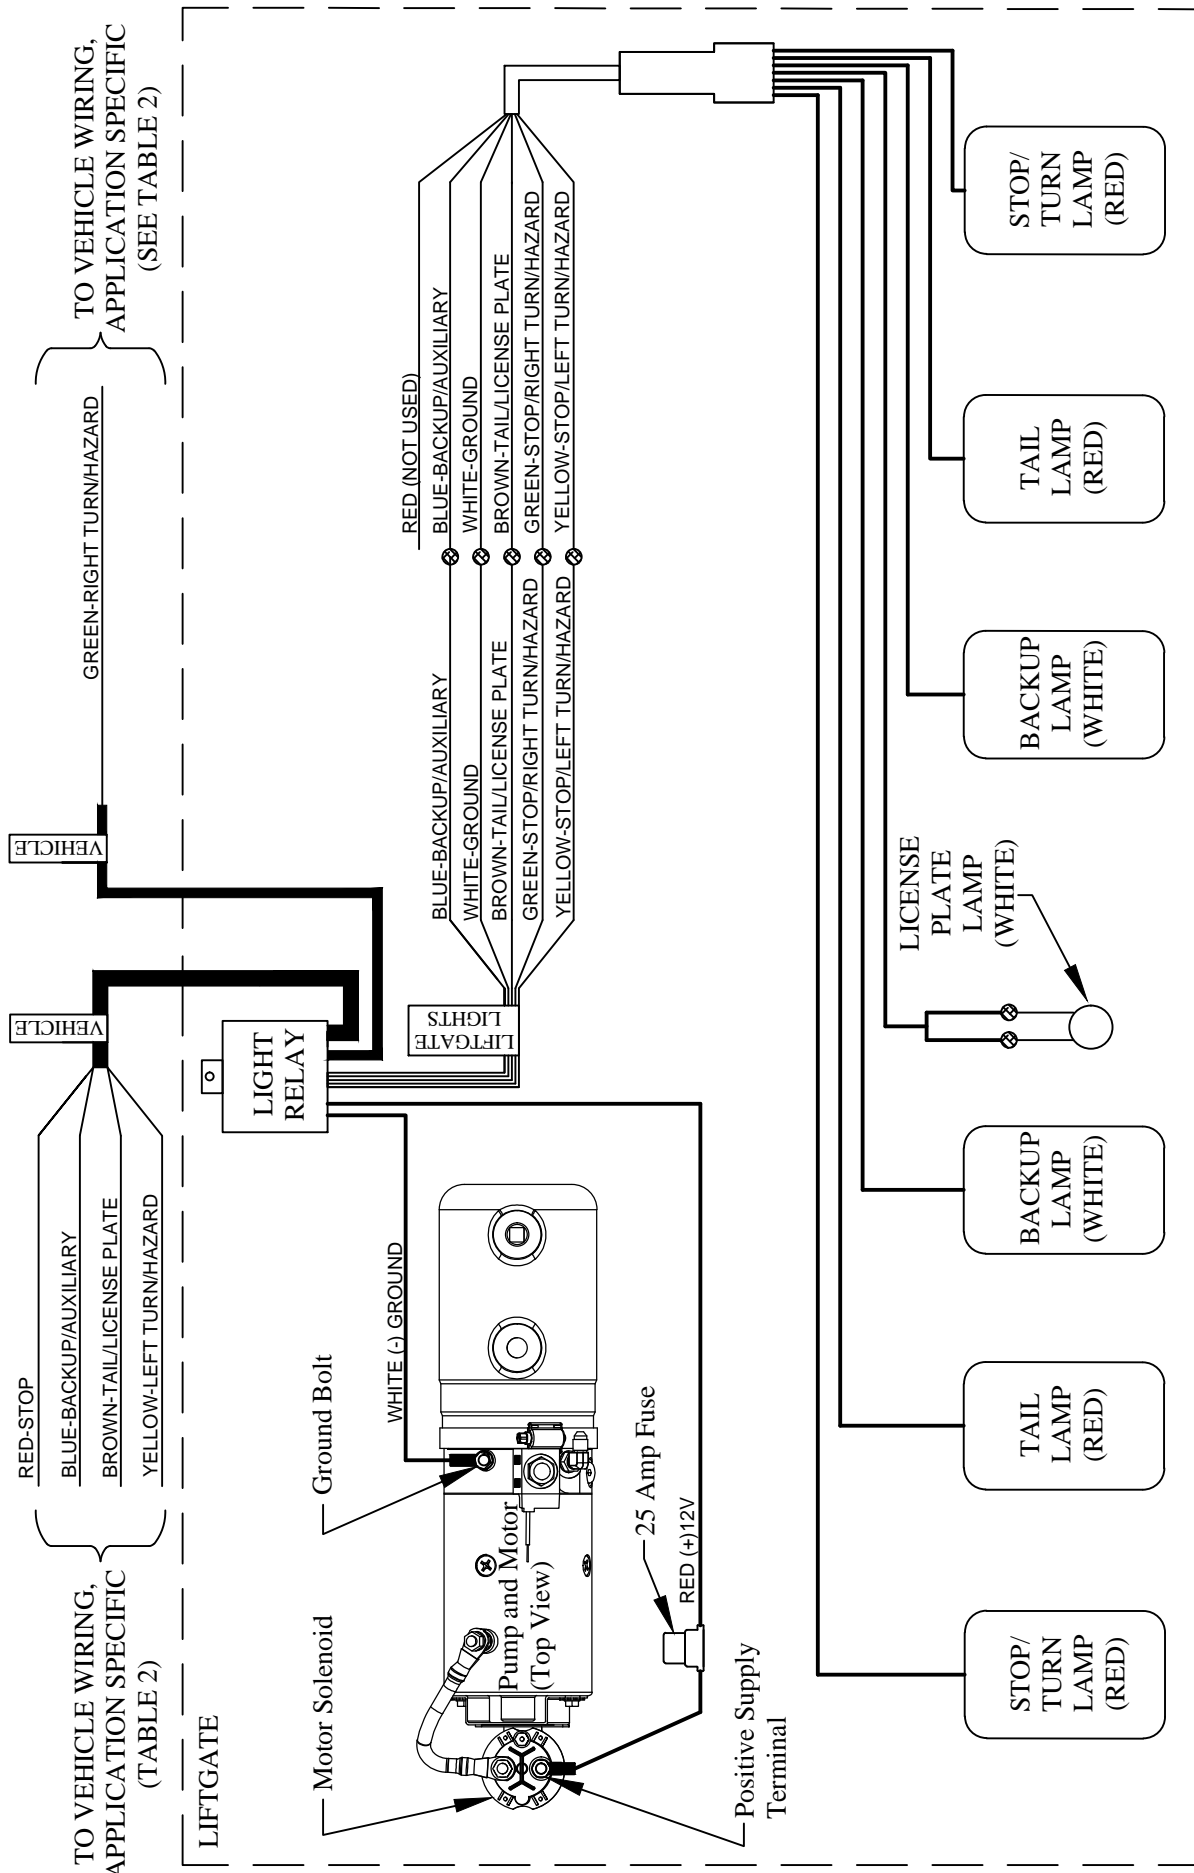 TO VEHICLE WIRING,
APPLICATION SPECIFIC
(TABLE 2)
RED-STOP
BLUE-BACKUP/AUXILIARY
BROWN-TAIL/LICENSE PLATE
YELLOW-LEFT TURN/HAZARD
VEHICLE
VEHICLE
GREEN-RIGHT TURN/HAZARD
TO VEHICLE WIRING,
APPLICATION SPECIFIC
(SEE TABLE 2)
LIFTGATE
LIGHT
RELAY
Motor Solenoid
Ground Bolt
WHITE (-) GROUND
LIFTGATE
LIGHTS
BLUE-BACKUP/AUXILIARY
WHITE-GROUND
BROWN-TAIL/LICENSE PLATE
GREEN-STOP/RIGHT TURN/HAZARD
YELLOW-STOP/LEFT TURN/HAZARD
RED (NOT USED)
BLUE-BACKUP/AUXILIARY
WHITE-GROUND
BROWN-TAIL/LICENSE PLATE
GREEN-STOP/RIGHT TURN/HAZARD
YELLOW-STOP/LEFT TURN/HAZARD
Pump and Motor
(Top View)
25 Amp Fuse
RED (+)12V
Positive Supply
Terminal
STOP/
TURN
LAMP
(RED)
TAIL
LAMP
(RED)
BACKUP
LAMP
(WHITE)
LICENSE
PLATE
LAMP
(WHITE)
BACKUP
LAMP
(WHITE)
TAIL
LAMP
(RED)
STOP/
TURN
LAMP
(RED)